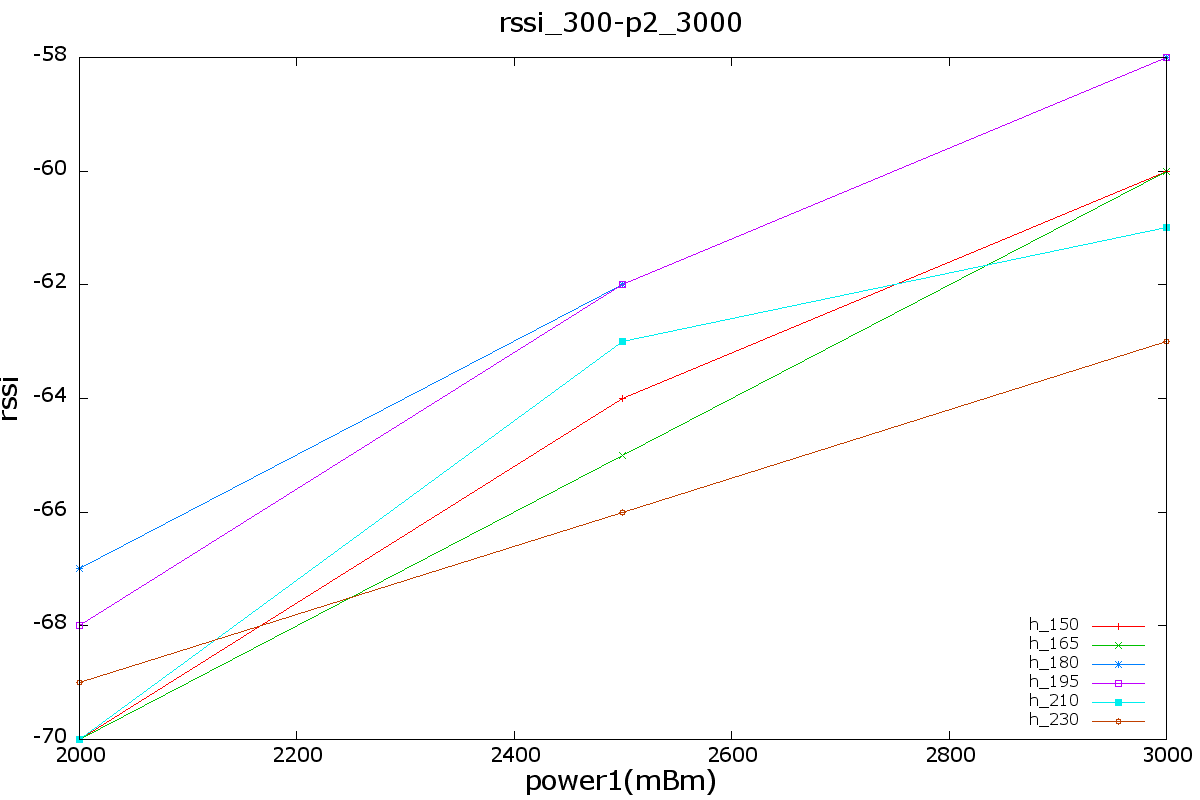 rssi_300-p2_3000
-58
-60
-62
-64
-66
-68
-70
rssi
h_150
h_165
h_180
h_195
h_210
h_230
2000 2200 2400 2600 2800 3000
power1(mBm)